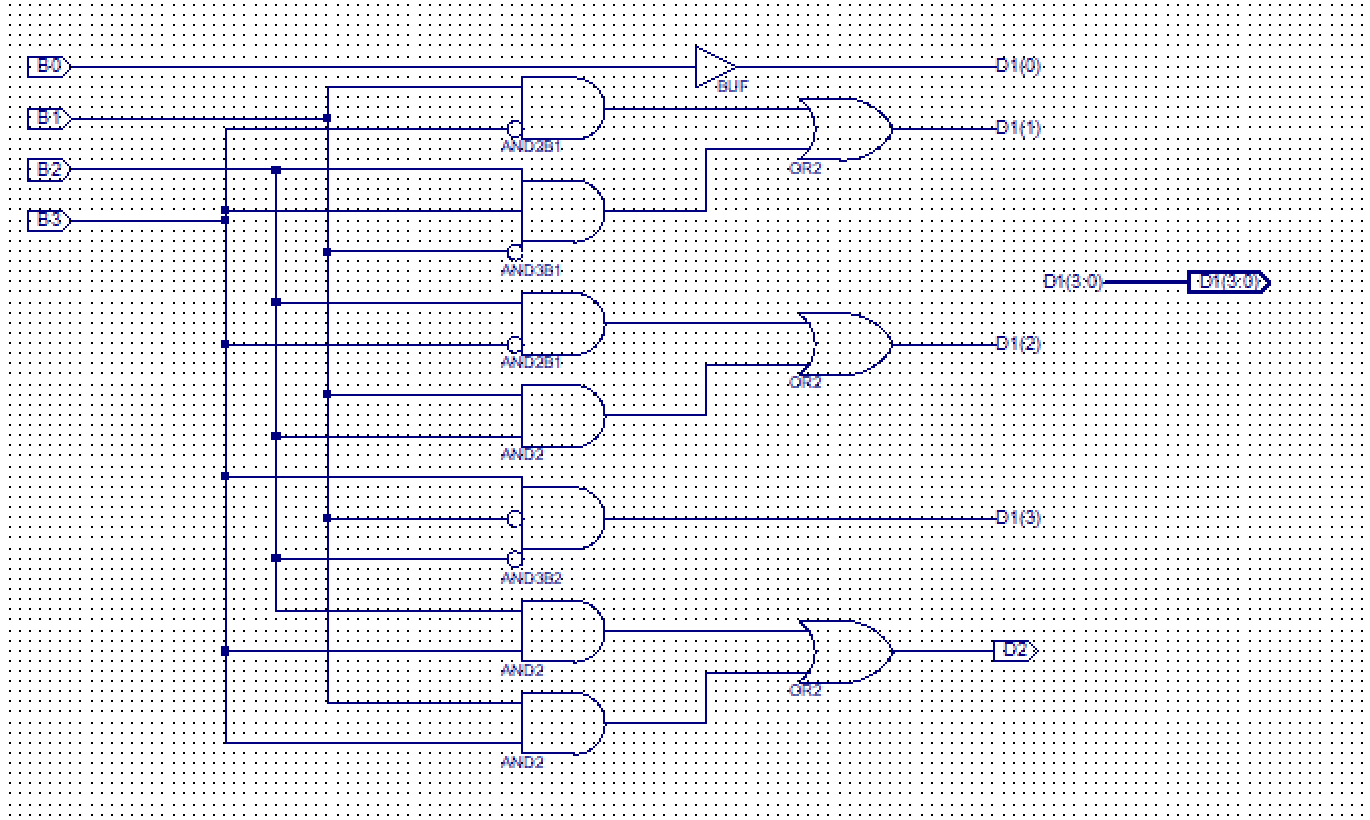 B0
D1(0)
BUF
B1
D1(1)
AND2B1
B2
OR2
B3
AND3B1
D1(3:0)
D1(3:0)
D1(2)
AND2B1
OR2
AND2
D1(3)
AND3B2
D2
AND2
OR2
AND2